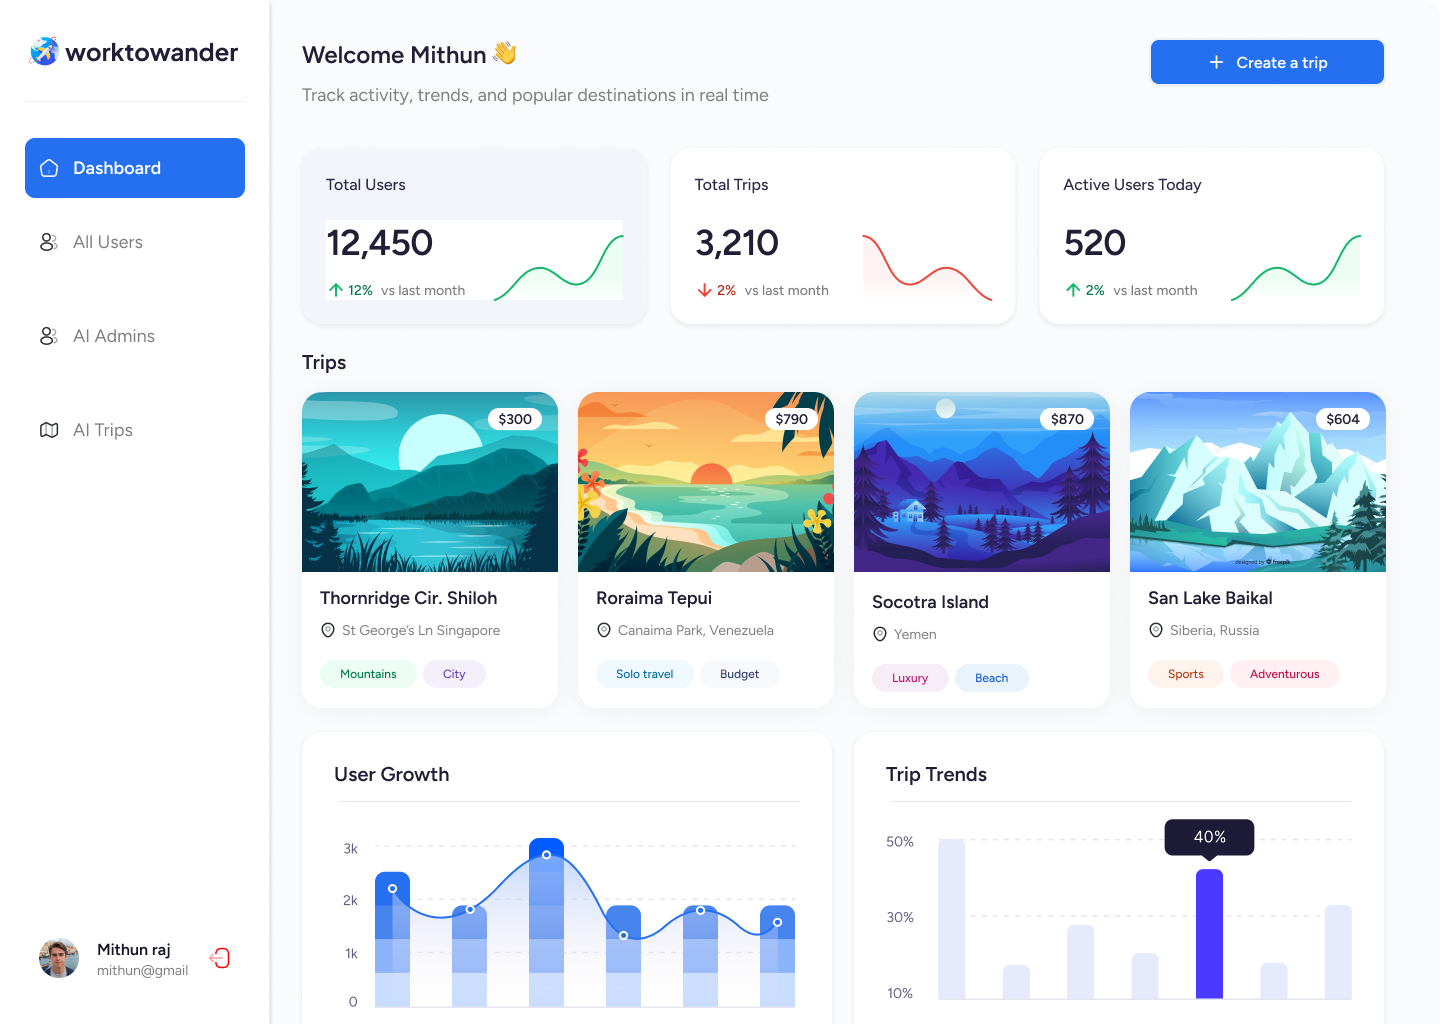 worktowander
Dashboard
All Users
AI Admins
AI Trips
Mithun raj
mithun@gmail
Welcome Mithun 👋
Track activity, trends, and popular destinations in real time
Create a trip
Total Users
12,450
12% vs last month
Total Trips
3,210
2% vs last month
Active Users Today
520
2% vs last month
Trips
$300
Thornridge Cir. Shiloh
St George’s Ln Singapore
Mountains City
$790
Roraima Tepui
Canaima Park, Venezuela
Solo travel Budget
$870
Socotra Island
Yemen
Luxury Beach
$604
designed by freepik
San Lake Baikal
Siberia, Russia
Sports Adventurous
User Growth
3k
2k
1k
0
Trip Trends
50%
30%
10%
40%